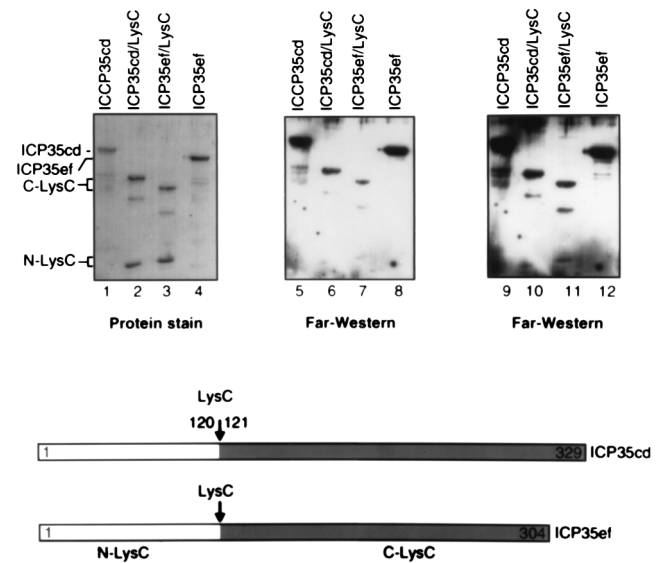 ICCP35cd
ICP35cd/LysC
ICP35ef/LysC
ICP35ef
ICCP35cd
ICP35cd/LysC
ICP35ef/LysC
ICP35ef
ICCP35cd
ICP35cd/LysC
ICP35ef/LysC
ICP35ef
ICP35cd -
ICP35ef
C-LysC
N-LysC
1 2 3 4
5 6 7 8
9 10 11 12
Protein stain
Far-Western
Far-Western
LysC
120 121
1 329 ICP35cd
LysC
1 304 ICP35ef
N-LysC C-LysC